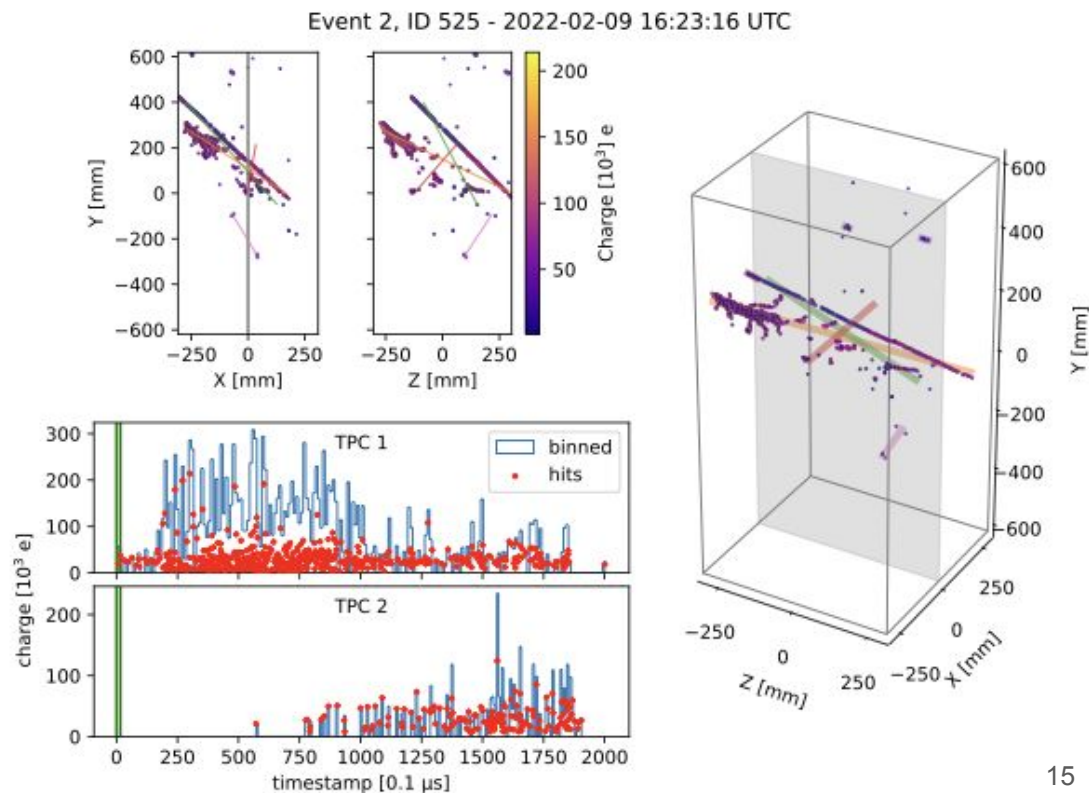 Event 2, ID 525 - 2022-02-09 16:23:16 UTC
600
400
200
0
−200
−400
−600
Y [mm]
−250 0 250
X [mm]
−250 0 250
Z [mm]
200
150
100
50
Charge [10³] e
600
400
200
0
−200
−400
−600
Y [mm]
−250
0
250
Z [mm]
−250
0
250
X [mm]
300
200
100
0
TPC 1
binned
hits
200
100
0
TPC 2
charge [10³ e]
0 250 500 750 1000 1250 1500 1750 2000
timestamp [0.1 μs]
15